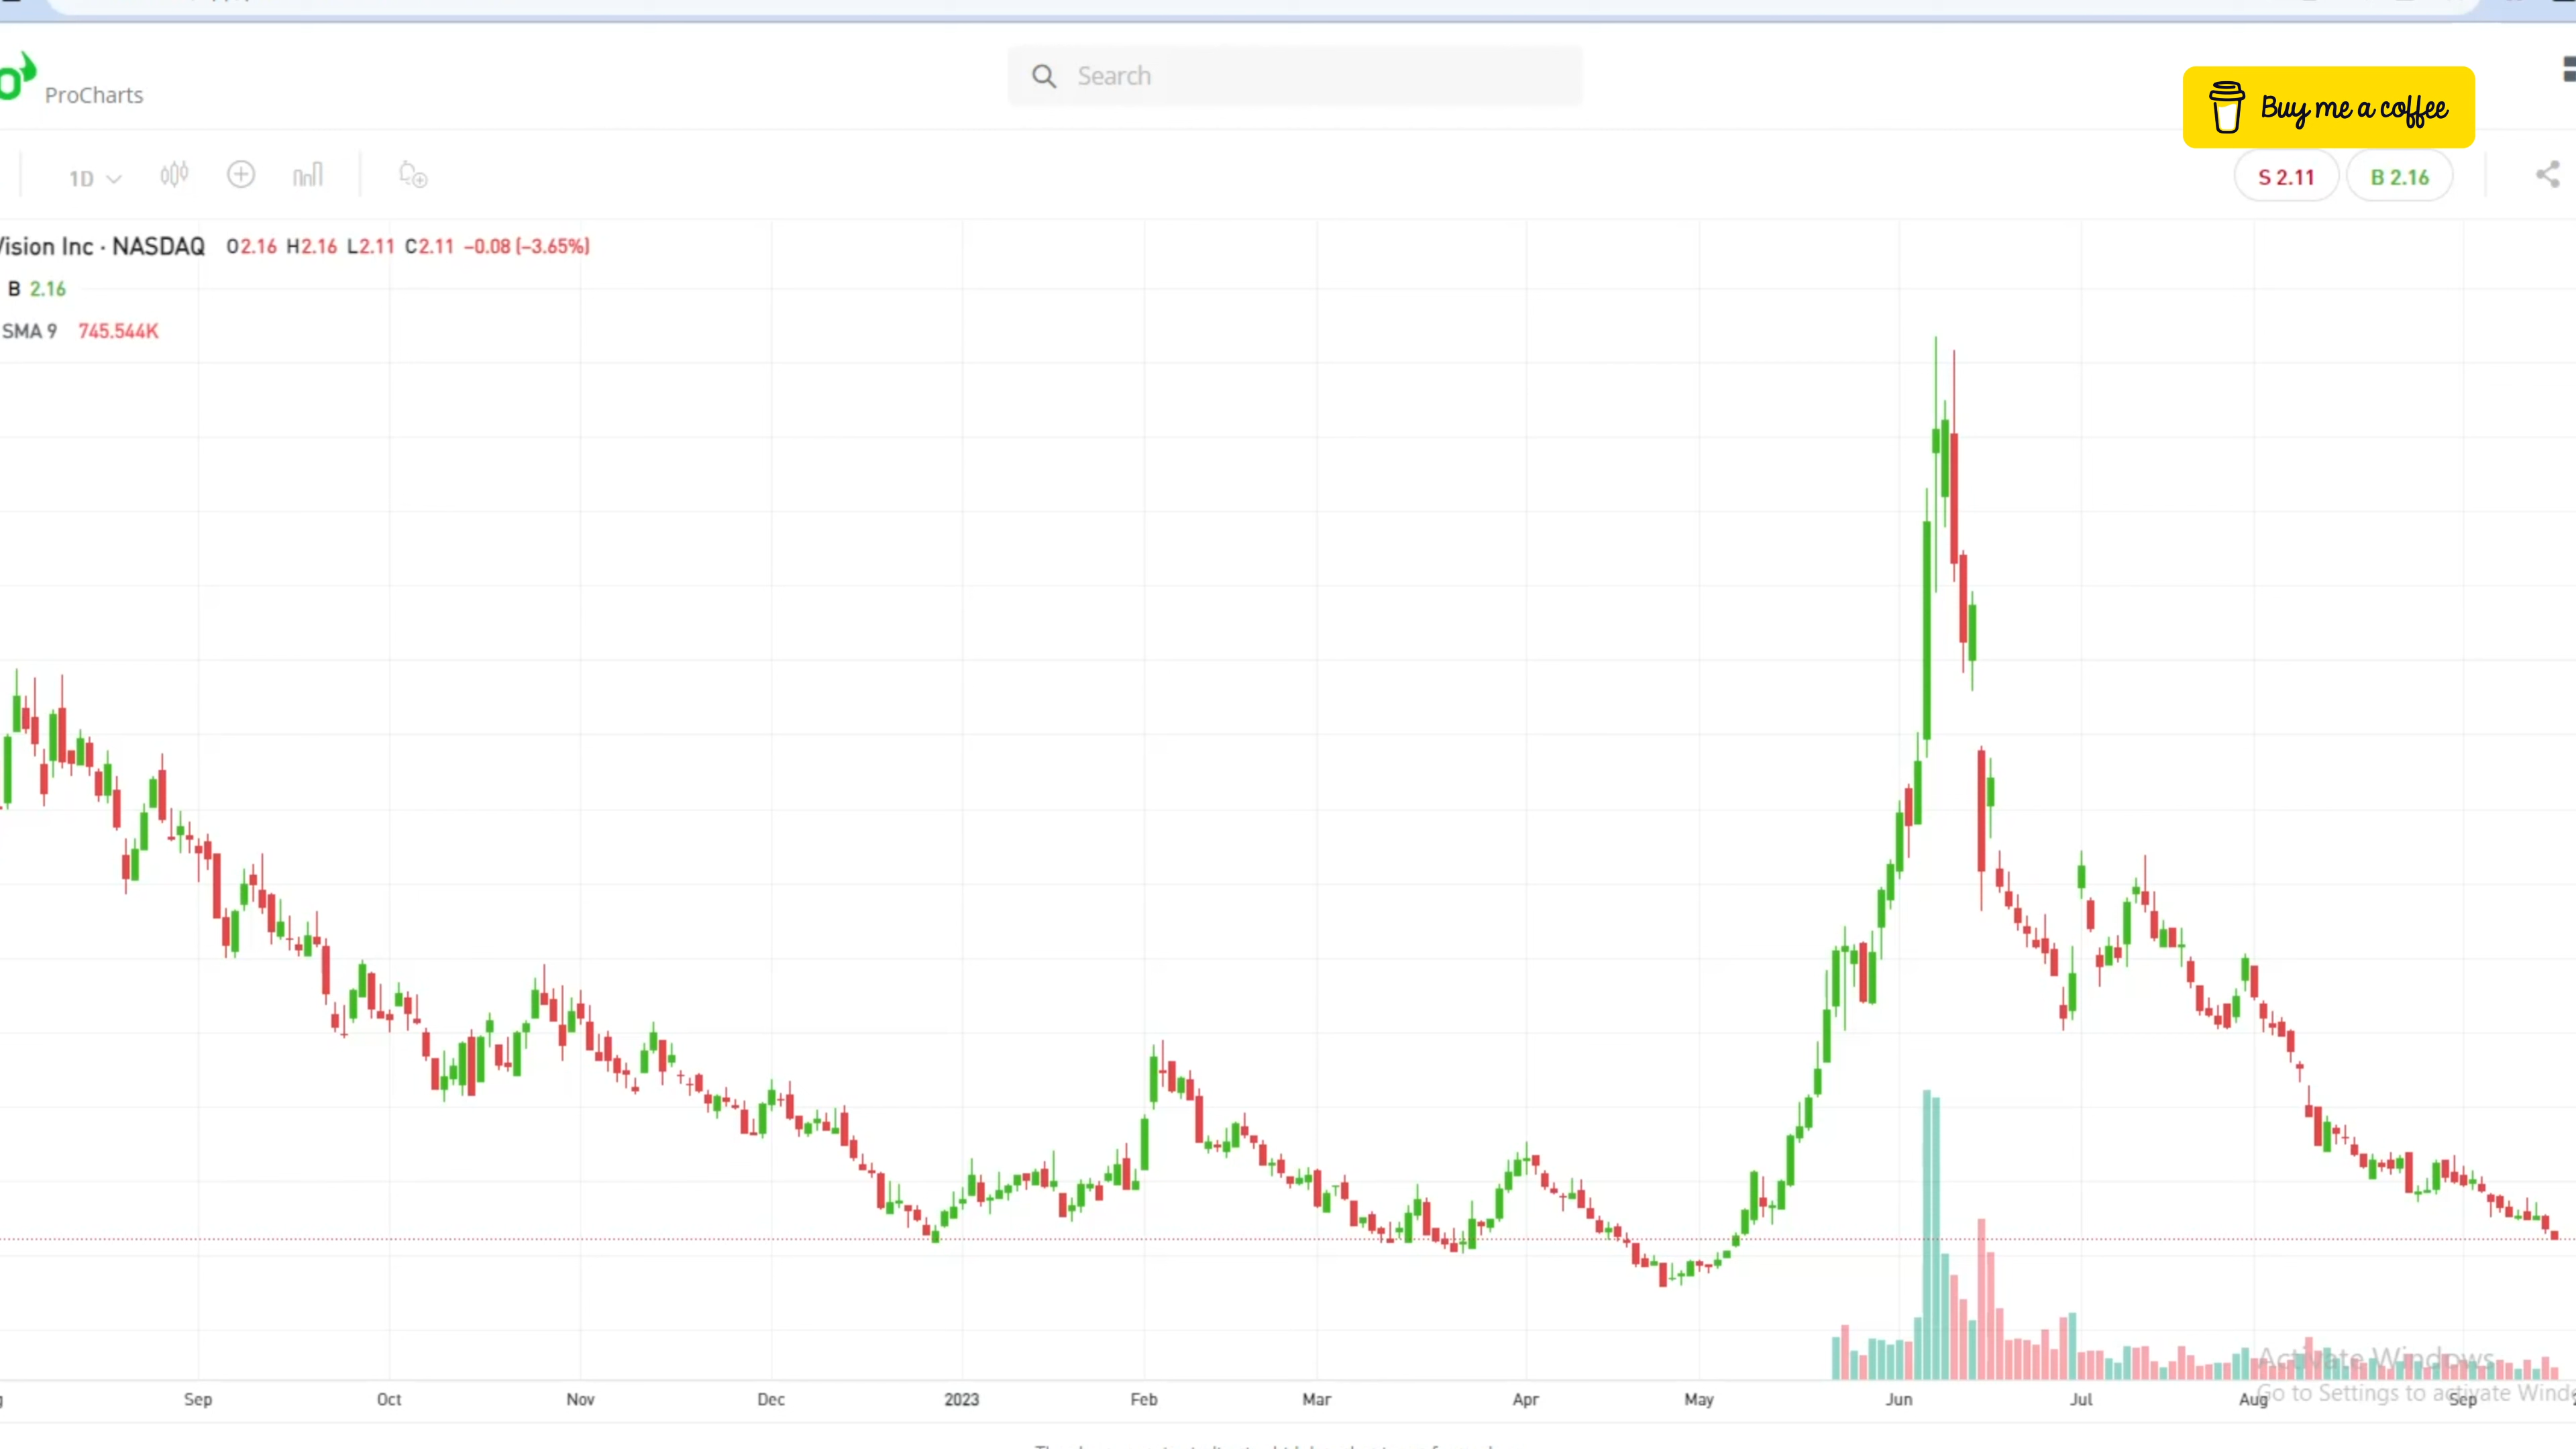 ProCharts
Search
Buy me a coffee
1D
S 2.11
B 2.16
Vision Inc · NASDAQ O2.16 H2.16 L2.11 C2.11 −0.08 (−3.65%)
B 2.16
SMA 9 745.544K
Activate Windows
Sep Oct Nov Dec 2023 Feb Mar Apr May Jun Jul Aug Sep
Go to Settings to activate